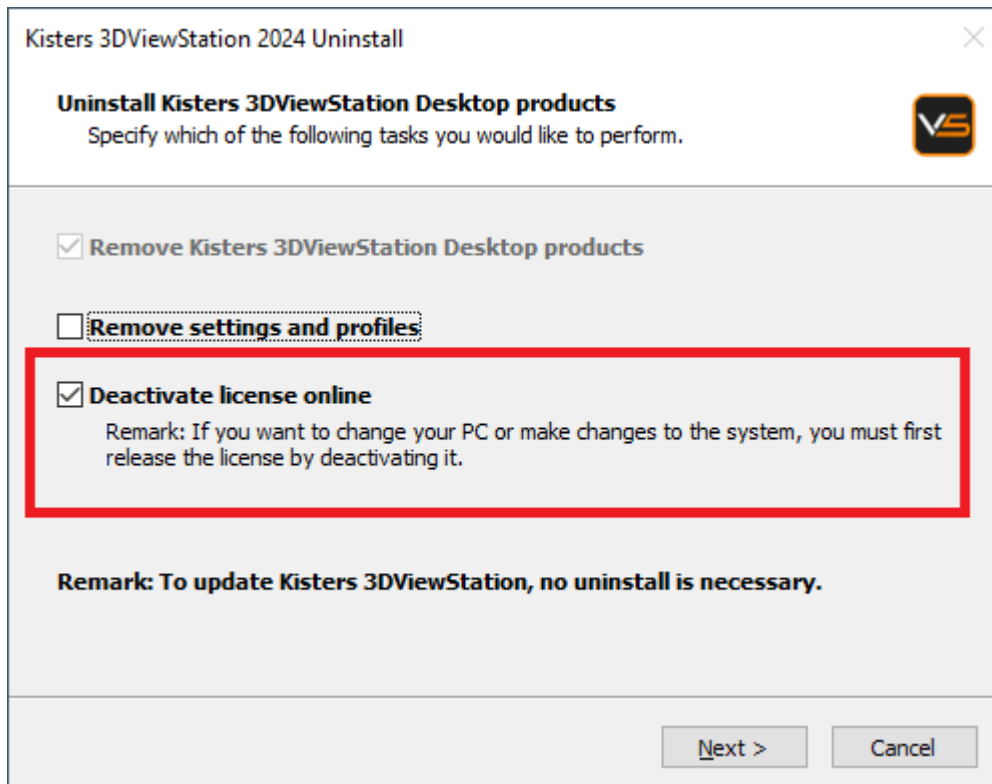 Kisters 3DViewStation 2024 Uninstall
Uninstall Kisters 3DViewStation Desktop products
Specify which of the following tasks you would like to perform.
VS
Remove Kisters 3DViewStation Desktop products
Remove settings and profiles
Deactivate license online
Remark: If you want to change your PC or make changes to the system, you must first
release the license by deactivating it.
Remark: To update Kisters 3DViewStation, no uninstall is necessary.
Next >
Cancel